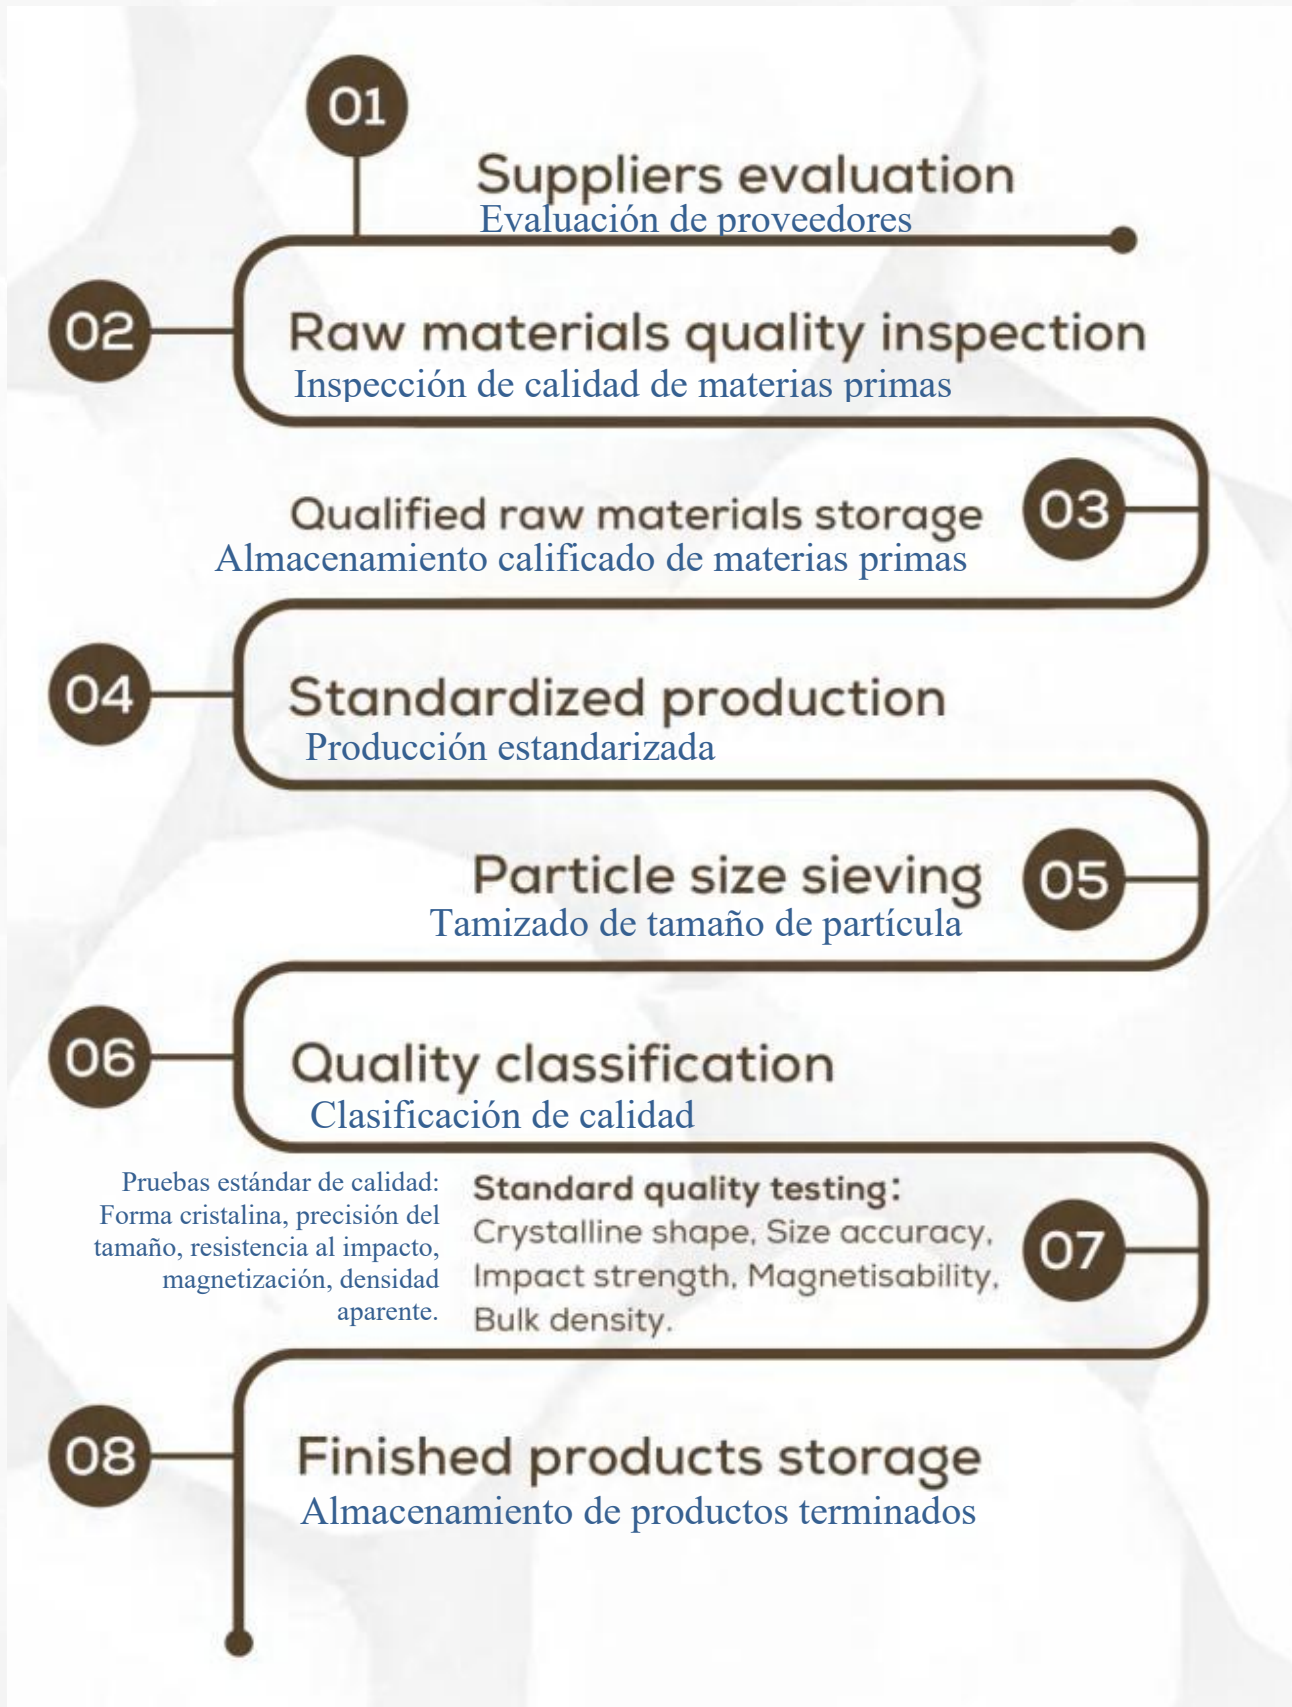 01
Suppliers evaluation
Evaluación de proveedores
02
Raw materials quality inspection
Inspección de calidad de materias primas
Qualified raw materials storage
Almacenamiento calificado de materias primas
03
04
Standardized production
Producción estandarizada
Particle size sieving
Tamizado de tamaño de partícula
05
06
Quality classification
Clasificación de calidad
Pruebas estándar de calidad:
Forma cristalina, precisión del
tamaño, resistencia al impacto,
magnetización, densidad
aparente.
Standard quality testing:
Crystalline shape, Size accuracy,
Impact strength, Magnetisability,
Bulk density.
07
08
Finished products storage
Almacenamiento de productos terminados